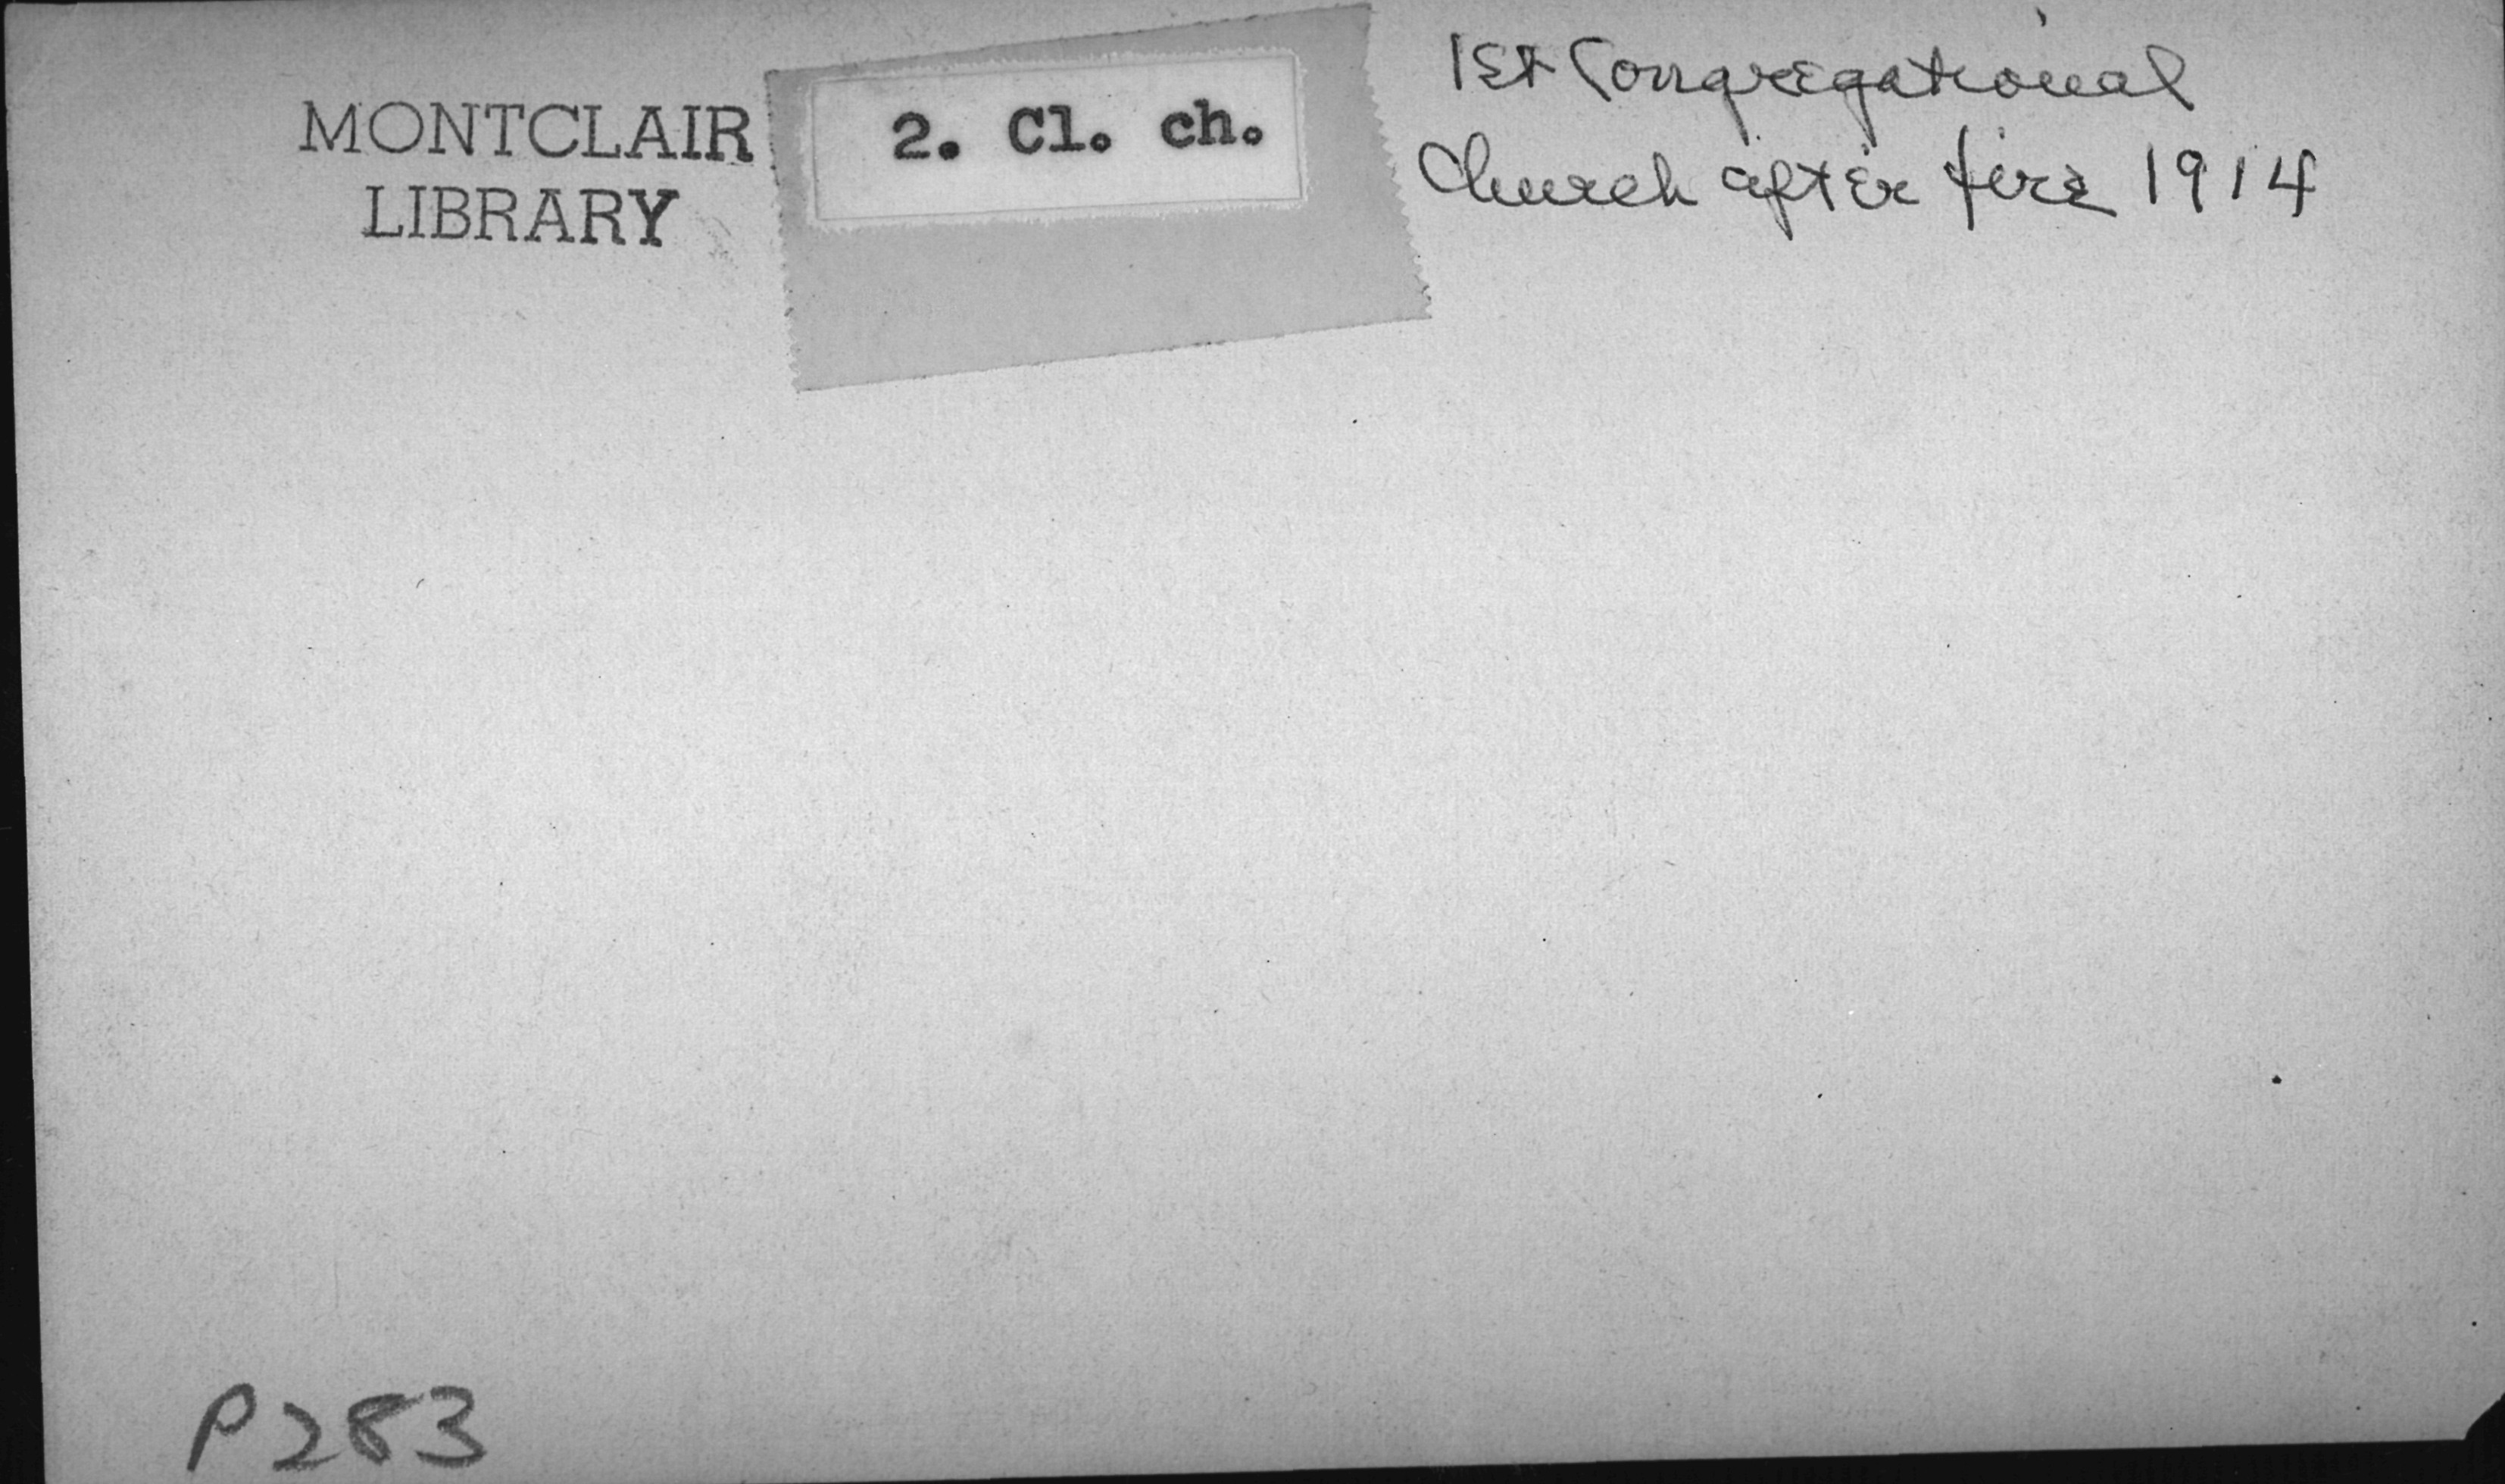 MONTCLAIR
LIBRARY
2. Cl. ch.
1st Congregational
Church after fire 1914
P283